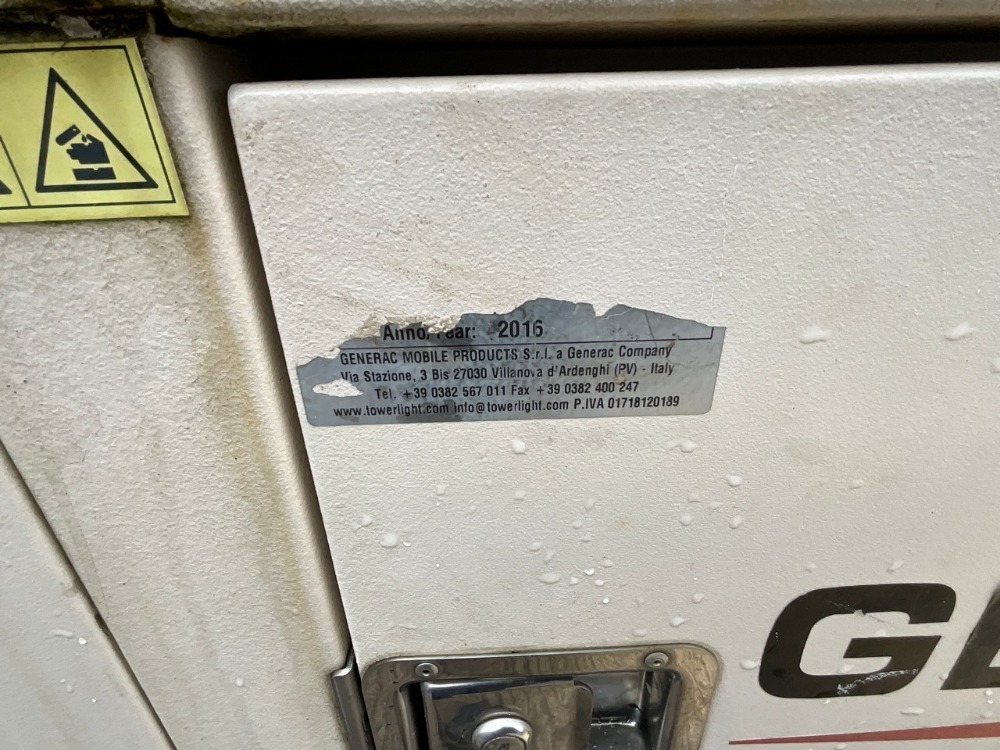 Anno/Year: 2016
GENERAC MOBILE PRODUCTS S.r.l. a Generac Company
Via Stazione, 3 Bis 27030 Villanova d'Ardenghi (PV) - Italy
Tel. +39 0382 567 011 Fax +39 0382 400 247
www.towerlight.com info@towerlight.com P.IVA 01718120189
GE